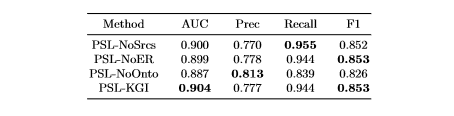 Method AUC Prec Recall F1
PSL-NoSrcs 0.900 0.770 0.955 0.852
PSL-NoER 0.899 0.778 0.944 0.853
PSL-NoOnto 0.887 0.813 0.839 0.826
PSL-KGI 0.904 0.777 0.944 0.853